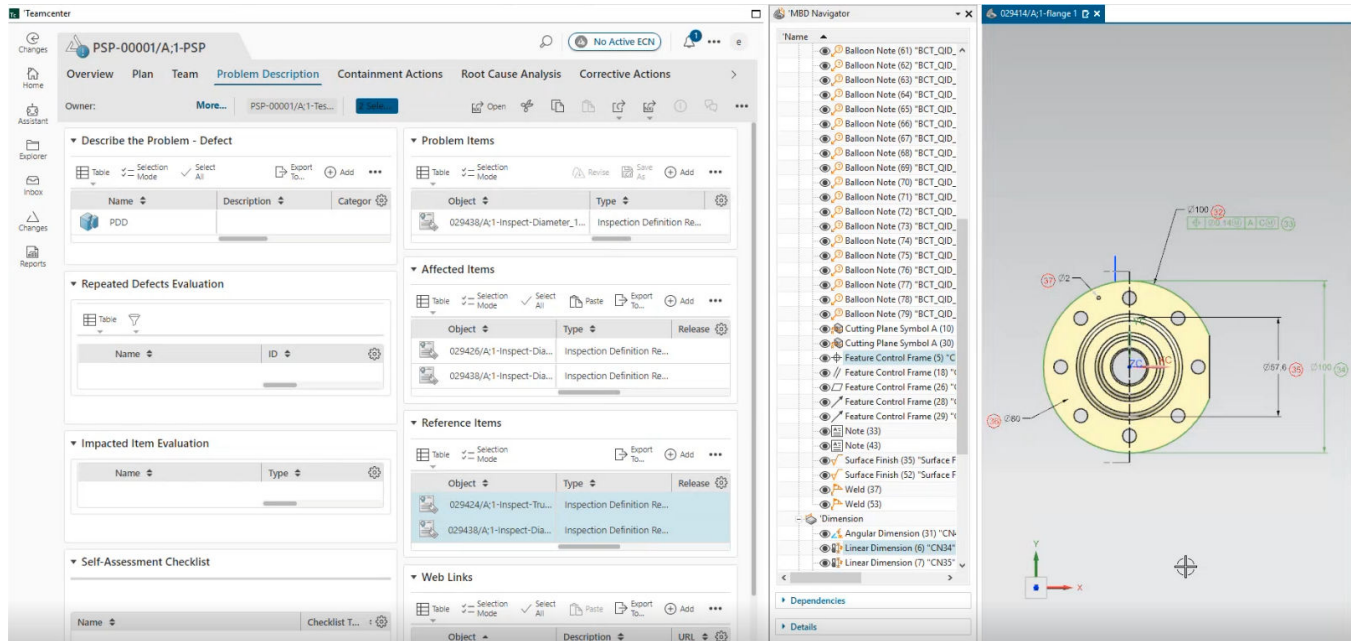 'Teamcenter
Changes
Home
Assistant
Explorer
Inbox
Changes
Reports
PSP-00001/A;1-PSP
No Active ECN
1
e
Overview Plan Team Problem Description Containment Actions Root Cause Analysis Corrective Actions
Owner: More... PSP-00001/A;1-Tes... 2 Sele...
Open
Describe the Problem - Defect
Table Selection Mode Select All Export To... Add
Name Description Categor
PDD
Repeated Defects Evaluation
Table
Name ID
Impacted Item Evaluation
Name Type
Self-Assessment Checklist
Name Checklist T...
Problem Items
Table Selection Mode Revise Save As Add
Object Type
029438/A;1-Inspect-Diameter_1... Inspection Definition Re...
Affected Items
Table Selection Mode Select All Paste Export To... Add
Object Type Release
029426/A;1-Inspect-Dia... Inspection Definition Re...
029438/A;1-Inspect-Dia... Inspection Definition Re...
Reference Items
Table Selection Mode Export To... Add
Object Type Release
029424/A;1-Inspect-Tru... Inspection Definition Re...
029438/A;1-Inspect-Dia... Inspection Definition Re...
Web Links
Table Selection Mode Select All Paste Export To... Add
Object Description URL
'MBD Navigator
'Name
Balloon Note (61) "BCT_QID_
Balloon Note (62) "BCT_QID_
Balloon Note (63) "BCT_QID_
Balloon Note (64) "BCT_QID_
Balloon Note (65) "BCT_QID_
Balloon Note (66) "BCT_QID_
Balloon Note (67) "BCT_QID_
Balloon Note (68) "BCT_QID_
Balloon Note (69) "BCT_QID_
Balloon Note (70) "BCT_QID_
Balloon Note (71) "BCT_QID_
Balloon Note (72) "BCT_QID_
Balloon Note (73) "BCT_QID_
Balloon Note (74) "BCT_QID_
Balloon Note (75) "BCT_QID_
Balloon Note (76) "BCT_QID_
Balloon Note (77) "BCT_QID_
Balloon Note (78) "BCT_QID_
Balloon Note (79) "BCT_QID_
Cutting Plane Symbol A (10)
Cutting Plane Symbol A (30)
Feature Control Frame (5) "C
Feature Control Frame (18) "C
Feature Control Frame (26) "C
Feature Control Frame (28) "C
Feature Control Frame (29) "C
Note (33)
Note (43)
Surface Finish (35) "Surface F
Surface Finish (52) "Surface F
Weld (37)
Weld (53)
'Dimension
Angular Dimension (31) "CN4
Linear Dimension (6) "CN34"
Linear Dimension (7) "CN35"
Dependencies
Details
029414/A;1-flange 1
∅100 32
A 33
37 ∅2
YC
ZC XC
∅67,6 35 ∅100 34
36 ∅80
Y
X